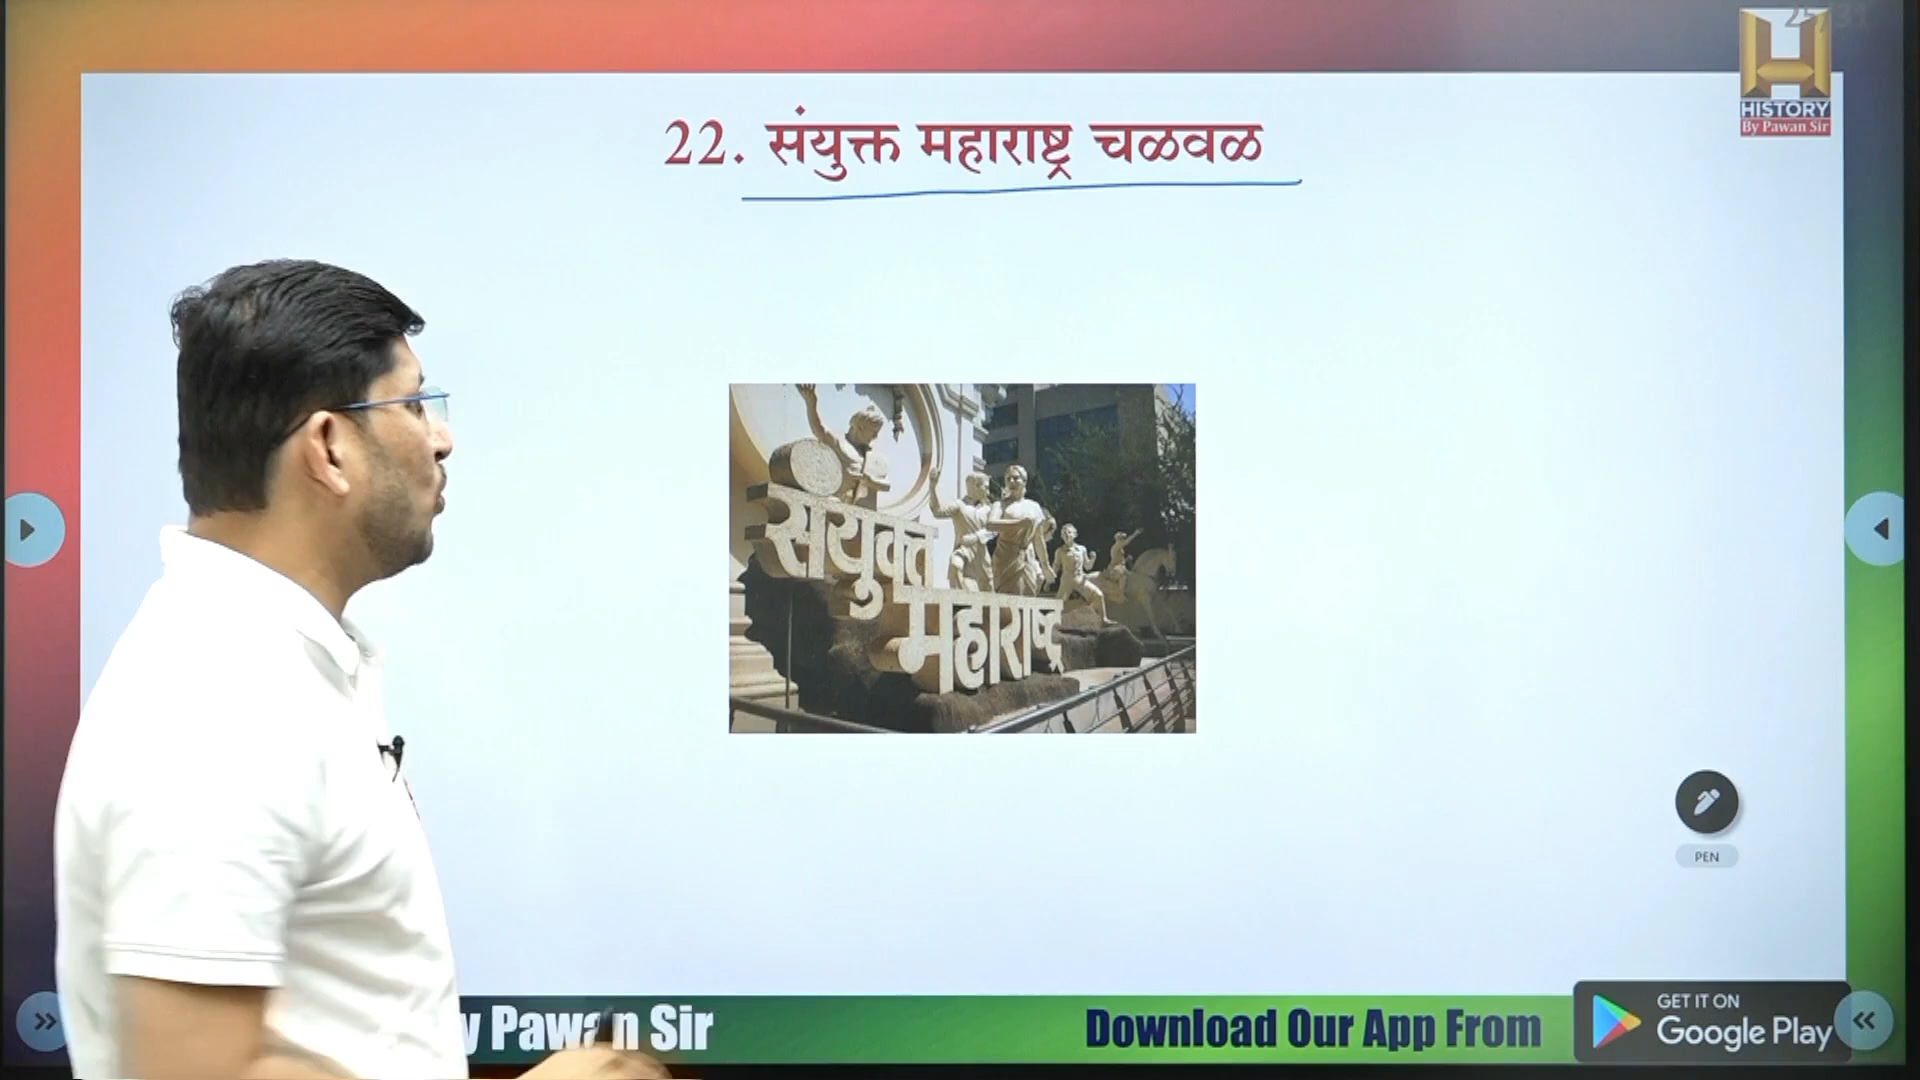 22. संयुक्त महाराष्ट्र चळवळ
HISTORY
By Pawan Sir
संयुक्त
महाराष्ट्र
PEN
y Pawan Sir
Download Our App From
GET IT ON
Google Play